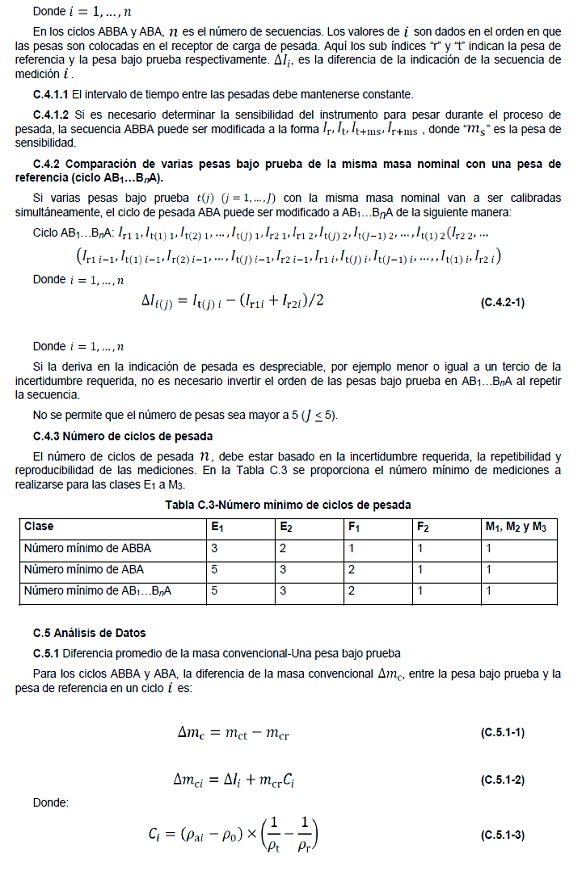 Donde i = 1, ..., n
En los ciclos ABBA y ABA, n es el número de secuencias. Los valores de i son dados en el orden en que
las pesas son colocadas en el receptor de carga de pesada. Aquí los sub índices “r” y “t” indican la pesa de
referencia y la pesa bajo prueba respectivamente. ΔI_i, es la diferencia de la indicación de la secuencia de
medición i .
C.4.1.1 El intervalo de tiempo entre las pesadas debe mantenerse constante.
C.4.1.2 Si es necesario determinar la sensibilidad del instrumento para pesar durante el proceso de
pesada, la secuencia ABBA puede ser modificada a la forma I_r, I_t, I_t+ms, I_r+ms , donde “m_s” es la pesa de
sensibilidad.
C.4.2 Comparación de varias pesas bajo prueba de la misma masa nominal con una pesa de
referencia (ciclo AB₁…BₙA).
Si varias pesas bajo prueba t(j) (j = 1, ..., J) con la misma masa nominal van a ser calibradas
simultáneamente, el ciclo de pesada ABA puede ser modificado a AB₁…BₙA de la siguiente manera:
Ciclo AB₁…BₙA: I_r1 1, I_t(1) 1, I_t(2) 1, ..., I_t(J) 1, I_r2 1, I_r1 2, I_t(J) 2, I_t(J−1) 2, ..., I_t(1) 2 (I_r2 2, ...
(I_r1 i−1, I_t(1) i−1, I_r(2) i−1, ..., I_t(J) i−1, I_r2 i−1, I_r1 i, I_t(J) i, I_t(J−1) i, ..., , I_t(1) i, I_r2 i)
Donde i = 1, ..., n
ΔI_i(j) = I_t(j) i − (I_r1i + I_r2i)/2 (C.4.2-1)
Donde i = 1, ..., n
Si la deriva en la indicación de pesada es despreciable, por ejemplo menor o igual a un tercio de la
incertidumbre requerida, no es necesario invertir el orden de las pesas bajo prueba en AB₁…BₙA al repetir
la secuencia.
No se permite que el número de pesas sea mayor a 5 (J ≤ 5).
C.4.3 Número de ciclos de pesada
El número de ciclos de pesada n, debe estar basado en la incertidumbre requerida, la repetibilidad y
reproducibilidad de las mediciones. En la Tabla C.3 se proporciona el número mínimo de mediciones a
realizarse para las clases E₁ a M₃.
Tabla C.3-Número mínimo de ciclos de pesada
Clase E₁ E₂ F₁ F₂ M₁, M₂ y M₃
Número mínimo de ABBA 3 2 1 1 1
Número mínimo de ABA 5 3 2 1 1
Número mínimo de AB₁…BₙA 5 3 2 1 1
C.5 Análisis de Datos
C.5.1 Diferencia promedio de la masa convencional-Una pesa bajo prueba
Para los ciclos ABBA y ABA, la diferencia de la masa convencional Δm_c, entre la pesa bajo prueba y la
pesa de referencia en un ciclo i es:
Δm_c = m_ct − m_cr (C.5.1-1)
Δm_ci = ΔI_i + m_cr C_i (C.5.1-2)
Donde:
C_i = (ρ_ai − ρ_0) × (1/ρ_t − 1/ρ_r) (C.5.1-3)